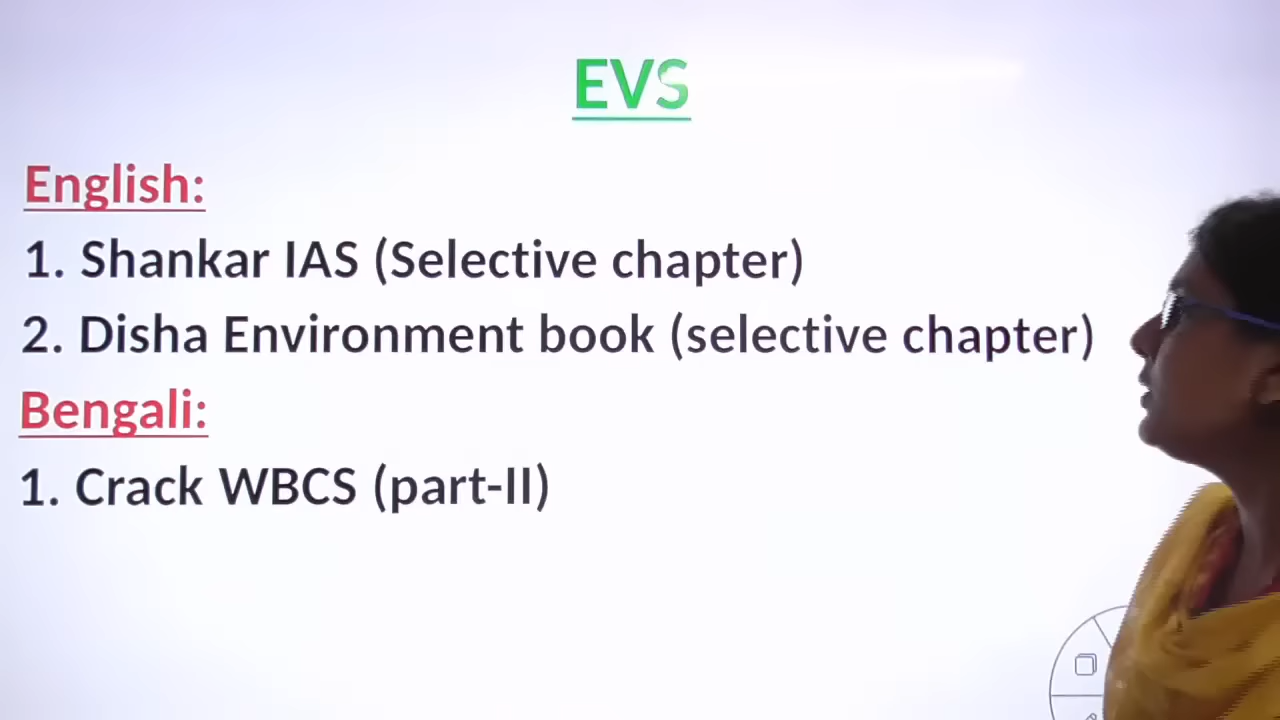 EVS
English:
1. Shankar IAS (Selective chapter)
2. Disha Environment book (selective chapter)
Bengali:
1. Crack WBCS (part-II)